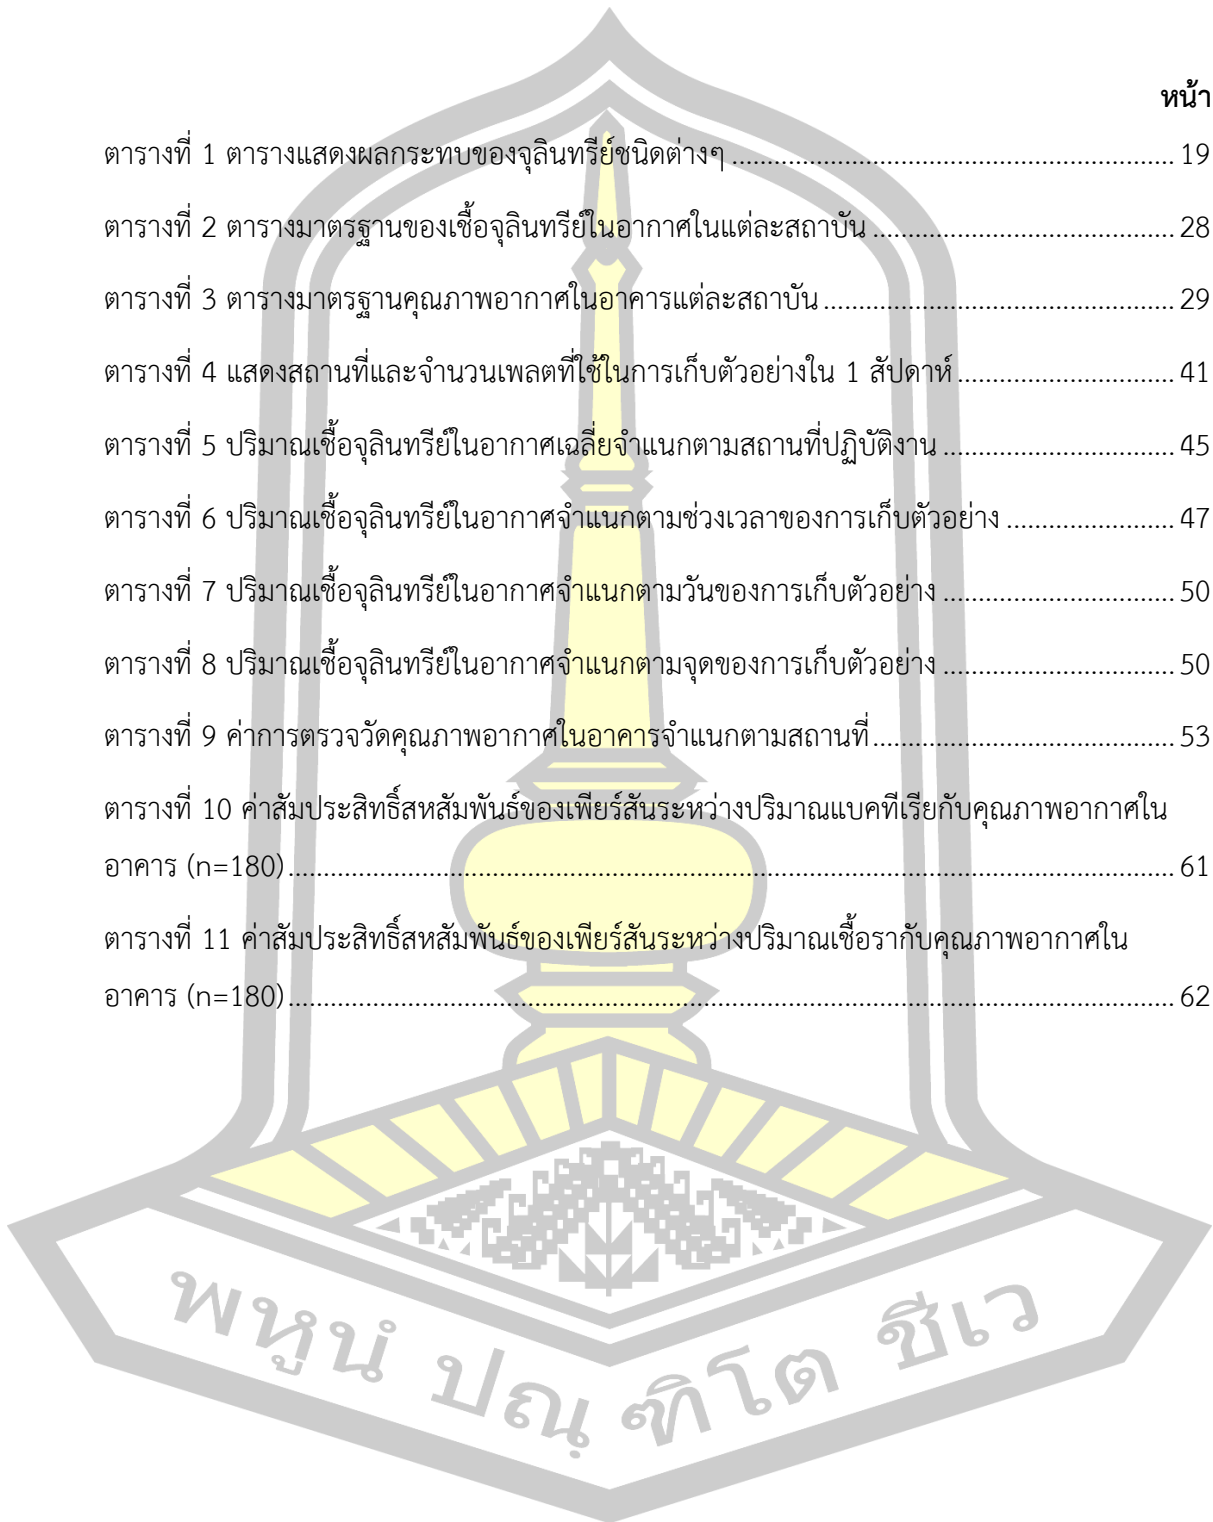 หน้า
ตารางที่ 1 ตารางแสดงผลกระทบของจุลินทรีย์ชนิดต่างๆ ........................................................ 19
ตารางที่ 2 ตารางมาตรฐานของเชื้อจุลินทรีย์ในอากาศในแต่ละสถาบัน ...................................... 28
ตารางที่ 3 ตารางมาตรฐานคุณภาพอากาศในอาคารแต่ละสถาบัน ............................................ 29
ตารางที่ 4 แสดงสถานที่และจำนวนเพลตที่ใช้ในการเก็บตัวอย่างใน 1 สัปดาห์ ........................... 41
ตารางที่ 5 ปริมาณเชื้อจุลินทรีย์ในอากาศเฉลี่ยจำแนกตามสถานที่ปฏิบัติงาน ............................. 45
ตารางที่ 6 ปริมาณเชื้อจุลินทรีย์ในอากาศจำแนกตามช่วงเวลาของการเก็บตัวอย่าง ..................... 47
ตารางที่ 7 ปริมาณเชื้อจุลินทรีย์ในอากาศจำแนกตามวันของการเก็บตัวอย่าง ............................. 50
ตารางที่ 8 ปริมาณเชื้อจุลินทรีย์ในอากาศจำแนกตามจุดของการเก็บตัวอย่าง ............................. 50
ตารางที่ 9 ค่าการตรวจวัดคุณภาพอากาศในอาคารจำแนกตามสถานที่ ...................................... 53
ตารางที่ 10 ค่าสัมประสิทธิ์สหสัมพันธ์ของเพียร์สันระหว่างปริมาณแบคทีเรียกับคุณภาพอากาศใน
อาคาร (n=180) ................................................................................................................ 61
ตารางที่ 11 ค่าสัมประสิทธิ์สหสัมพันธ์ของเพียร์สันระหว่างปริมาณเชื้อรากับคุณภาพอากาศใน
อาคาร (n=180) ................................................................................................................ 62
พหูนํ ปณฺฑิโต ชีเว